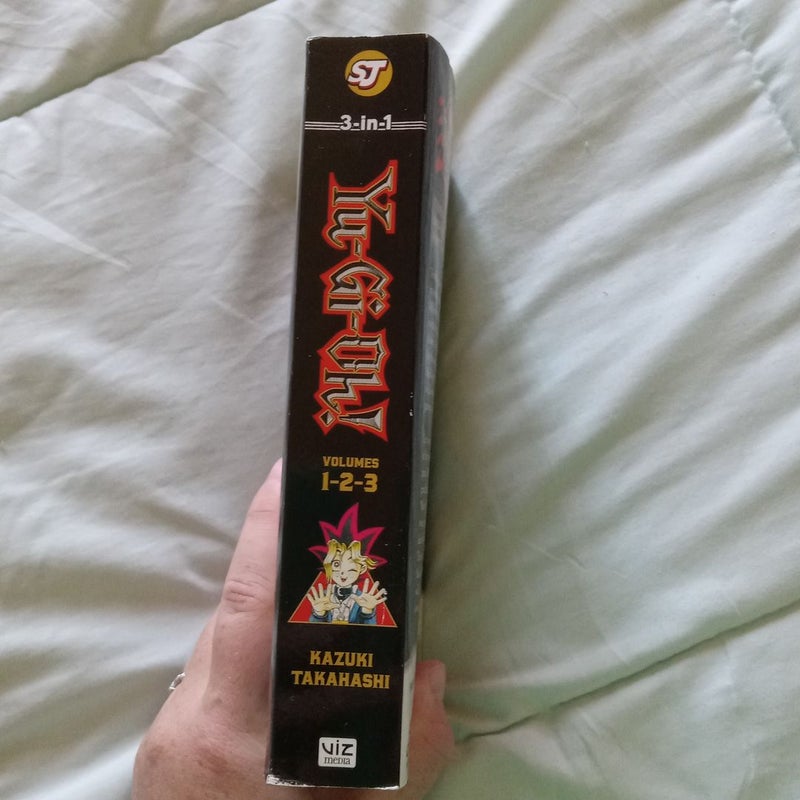 SJ
3-in-1
Yu-Gi-Oh!
VOLUMES
1-2-3
KAZUKI
TAKAHASHI
VIZ
media